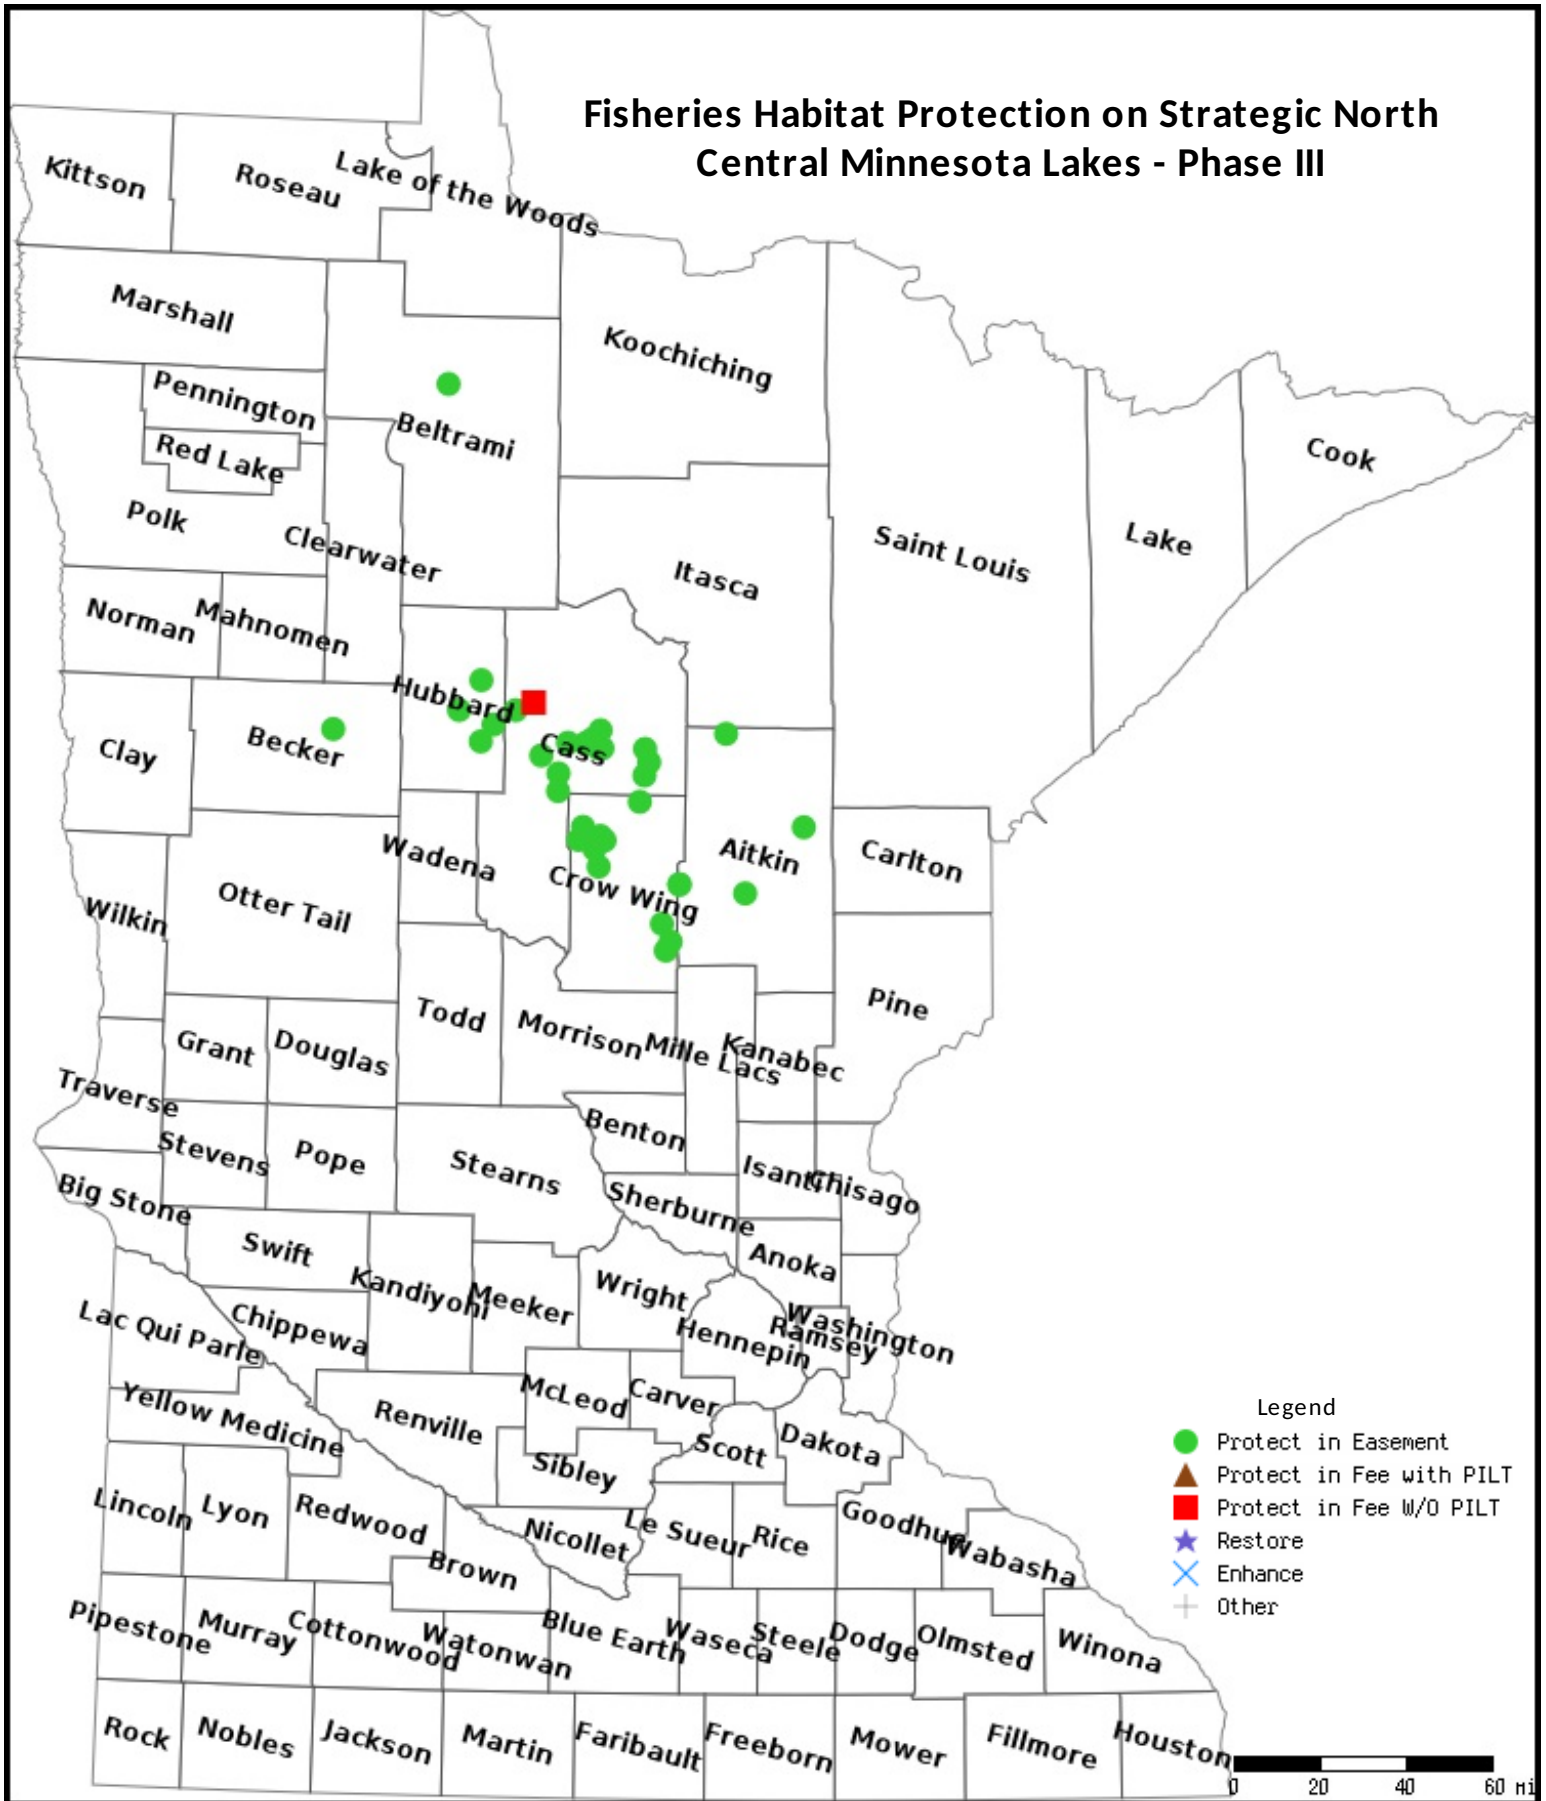 Fisheries Habitat Protection on Strategic North
Central Minnesota Lakes - Phase III
Kittson
Roseau
Lake of the Woods
Marshall
Koochiching
Pennington
Beltrami
Red Lake
Cook
Polk
Clearwater
Saint Louis
Lake
Itasca
Norman
Mahnomen
Hubbard
Clay
Becker
Cass
Wadena
Aitkin
Carlton
Otter Tail
Crow Wing
Wilkin
Todd
Morrison
Pine
Grant
Douglas
Mille Lacs
Kanabec
Traverse
Benton
Stevens
Pope
Stearns
Isanti
Chisago
Big Stone
Sherburne
Swift
Anoka
Kandiyohi
Meeker
Wright
Lac Qui Parle
Chippewa
Hennepin
Ramsey
Washington
Yellow Medicine
McLeod
Carver
Renville
Scott
Dakota
Sibley
Lincoln
Lyon
Redwood
Nicollet
Le Sueur
Rice
Goodhue
Wabasha
Brown
Pipestone
Murray
Cottonwood
Watonwan
Blue Earth
Waseca
Steele
Dodge
Olmsted
Winona
Rock
Nobles
Jackson
Martin
Faribault
Freeborn
Mower
Fillmore
Houston
Legend
Protect in Easement
Protect in Fee with PILT
Protect in Fee W/O PILT
Restore
Enhance
Other
0 20 40 60 mi